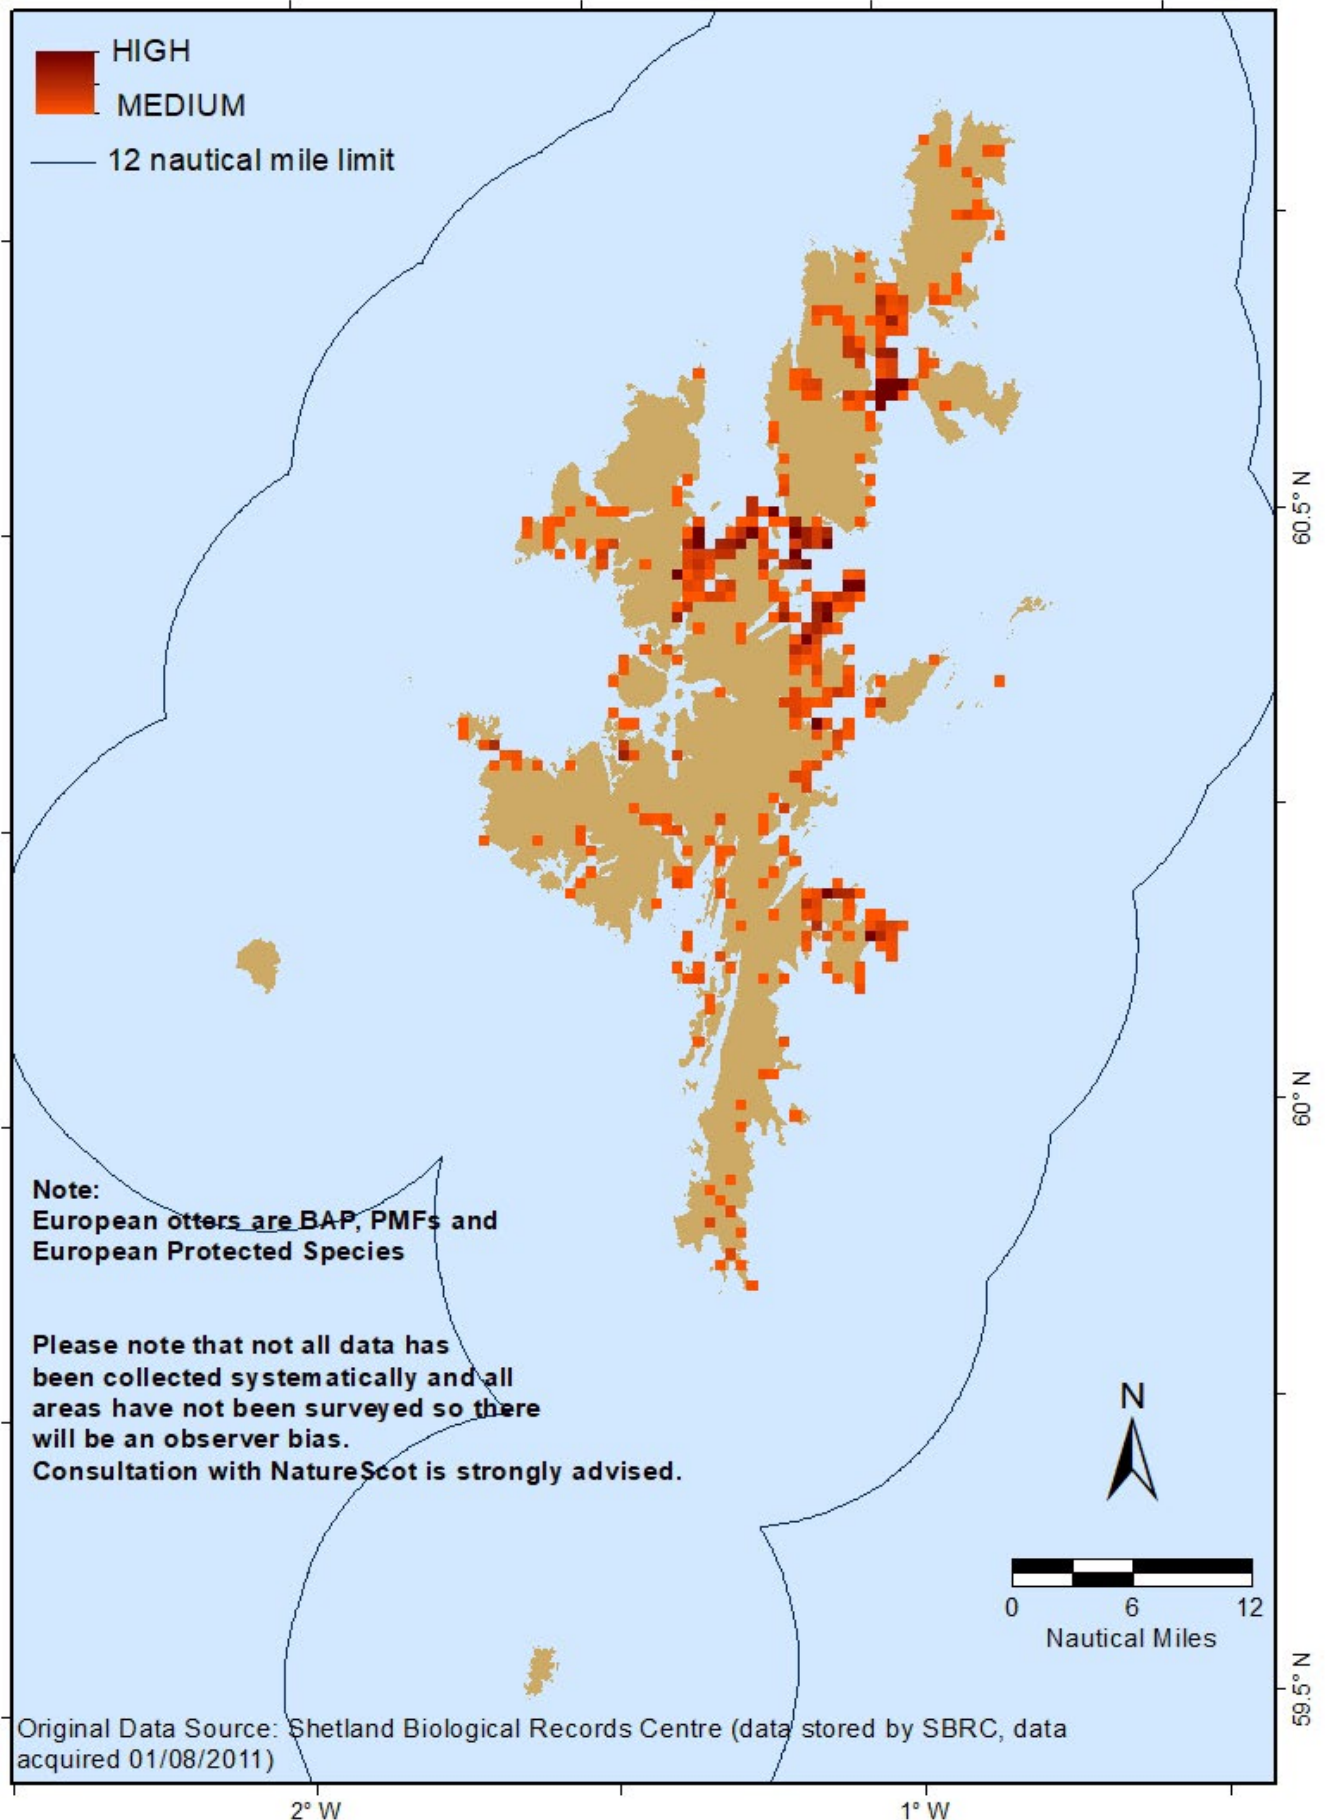 HIGH
MEDIUM
12 nautical mile limit
60.5° N
60° N
Note:
European otters are BAP, PMFs and
European Protected Species
Please note that not all data has
been collected systematically and all
areas have not been surveyed so there
will be an observer bias.
Consultation with NatureScot is strongly advised.
N
0 6 12
Nautical Miles
59.5° N
Original Data Source: Shetland Biological Records Centre (data stored by SBRC, data
acquired 01/08/2011)
2° W 1° W